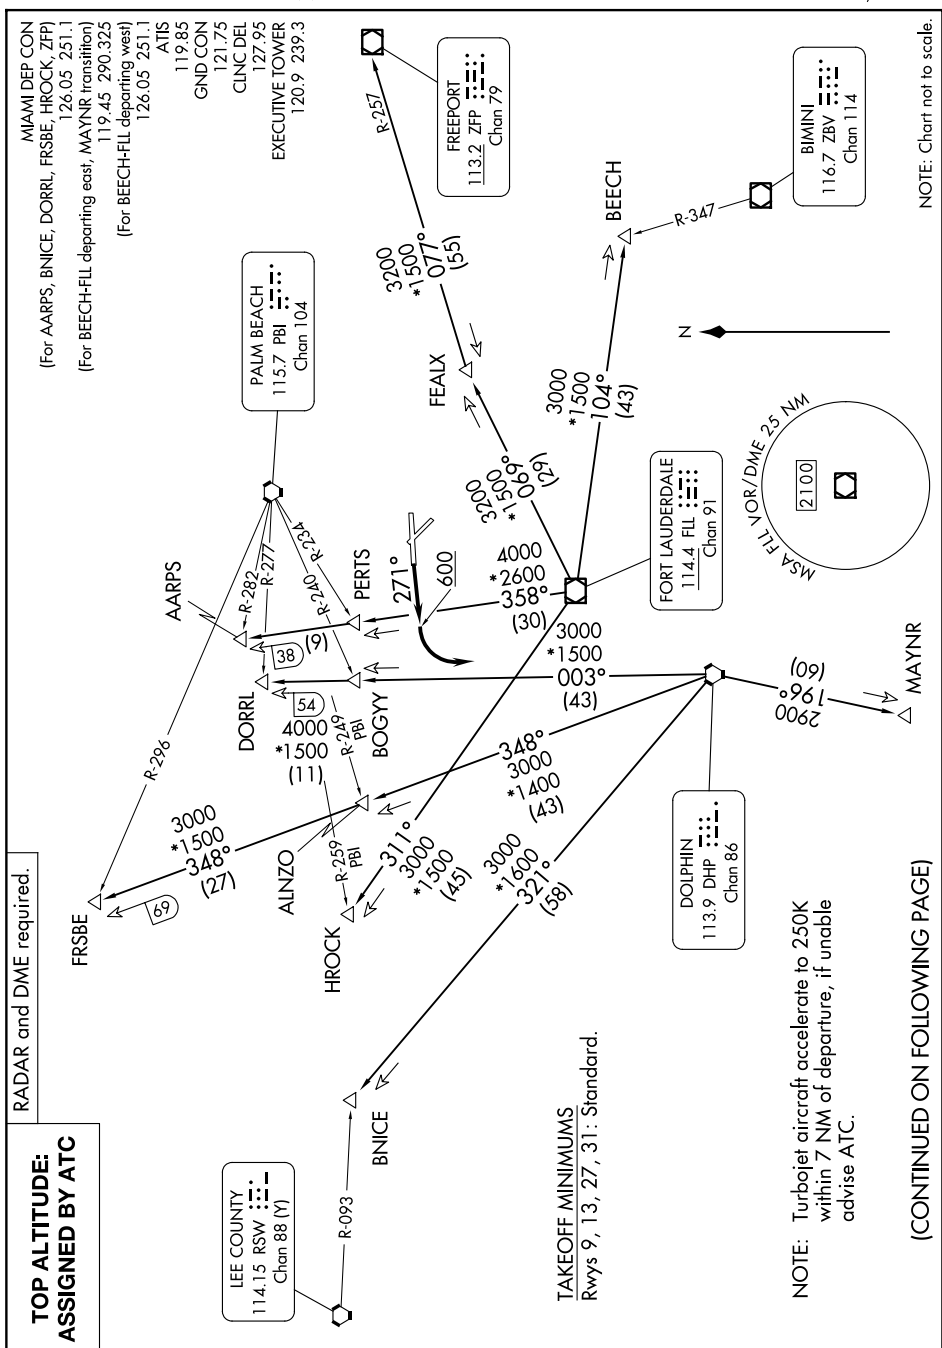 TOP ALTITUDE:
ASSIGNED BY ATC
RADAR and DME required.
MIAMI DEP CON
(For AARPS, BNICE, DORRL, FRSBE, HROCK, ZFP)
126.05 251.1
(For BEECH-FLL departing east, MAYNR transitition)
119.45 290.325
(For BEECH-FLL departing west)
126.05 251.1
ATIS
119.85
GND CON
121.75
CLNC DEL
127.95
EXECUTIVE TOWER
120.9 239.3
FRSBE
69
R-296
3000
*1500
348°
(27)
AARPS
R-282
R-277
R-240
R-234
PALM BEACH
115.7 PBI
Chan 104
DORRL
38
(9)
54
4000
*1500
(11)
R-249
PBI
BOGYY
PERTS
271°
600
ALNZO
R-259
PBI
HROCK
311°
3000
*1500
(45)
348°
3000
*1400
(43)
3000
*1600
321°
(58)
3000
*1500
003°
(43)
4000
*2600
358°
(30)
3200
*1500
069°
(29)
FEALX
3200
*1500
077°
(55)
R-257
FREEPORT
113.2 ZFP
Chan 79
LEE COUNTY
114.15 RSW
Chan 88 (Y)
R-093
BNICE
FORT LAUDERDALE
114.4 FLL
Chan 91
3000
*1500
104°
(43)
BEECH
R-347
BIMINI
116.7 ZBV
Chan 114
DOLPHIN
113.9 DHP
Chan 86
2900
196°
(60)
MAYNR
MSA FLL VOR/DME 25 NM
2100
N
TAKEOFF MINIMUMS
Rwys 9, 13, 27, 31: Standard.
NOTE: Turbojet aircraft accelerate to 250K
within 7 NM of departure, if unable
advise ATC.
(CONTINUED ON FOLLOWING PAGE)
NOTE: Chart not to scale.